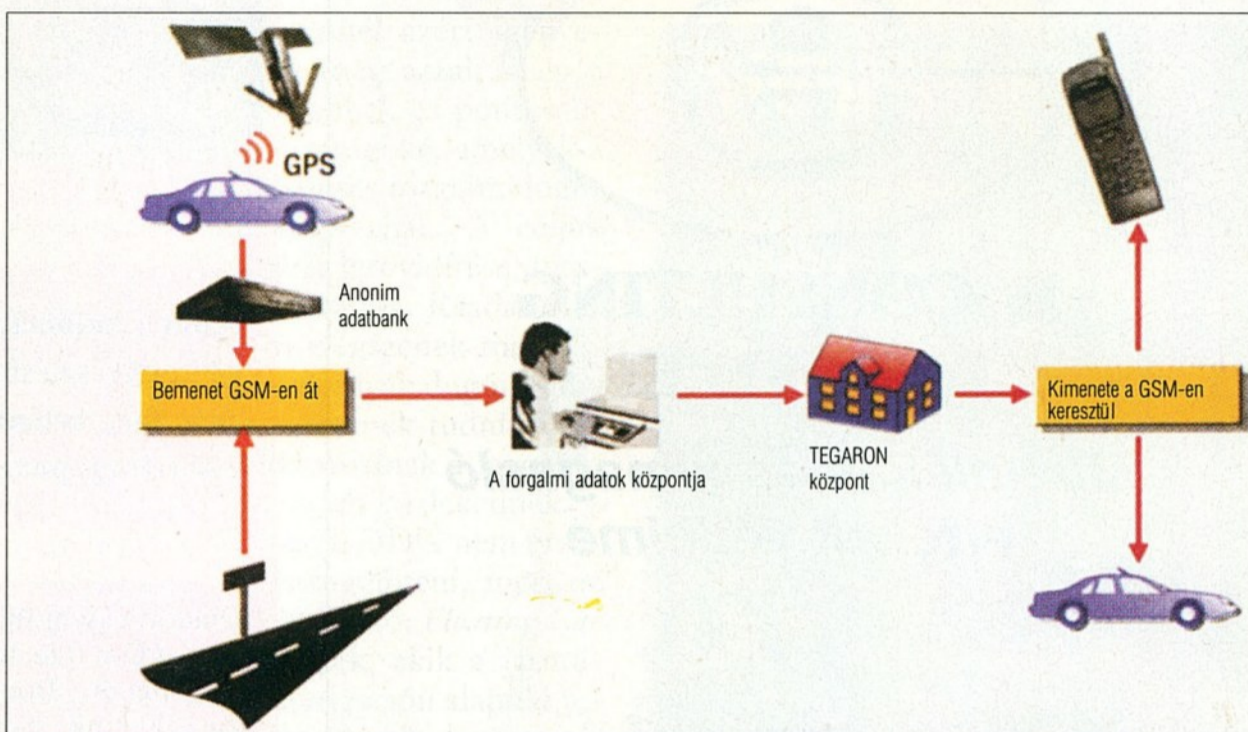 GPS
Anonim
adatbank
Bemenet GSM-en át
A forgalmi adatok központja
TEGARON
központ
Kimenete a GSM-en
keresztül